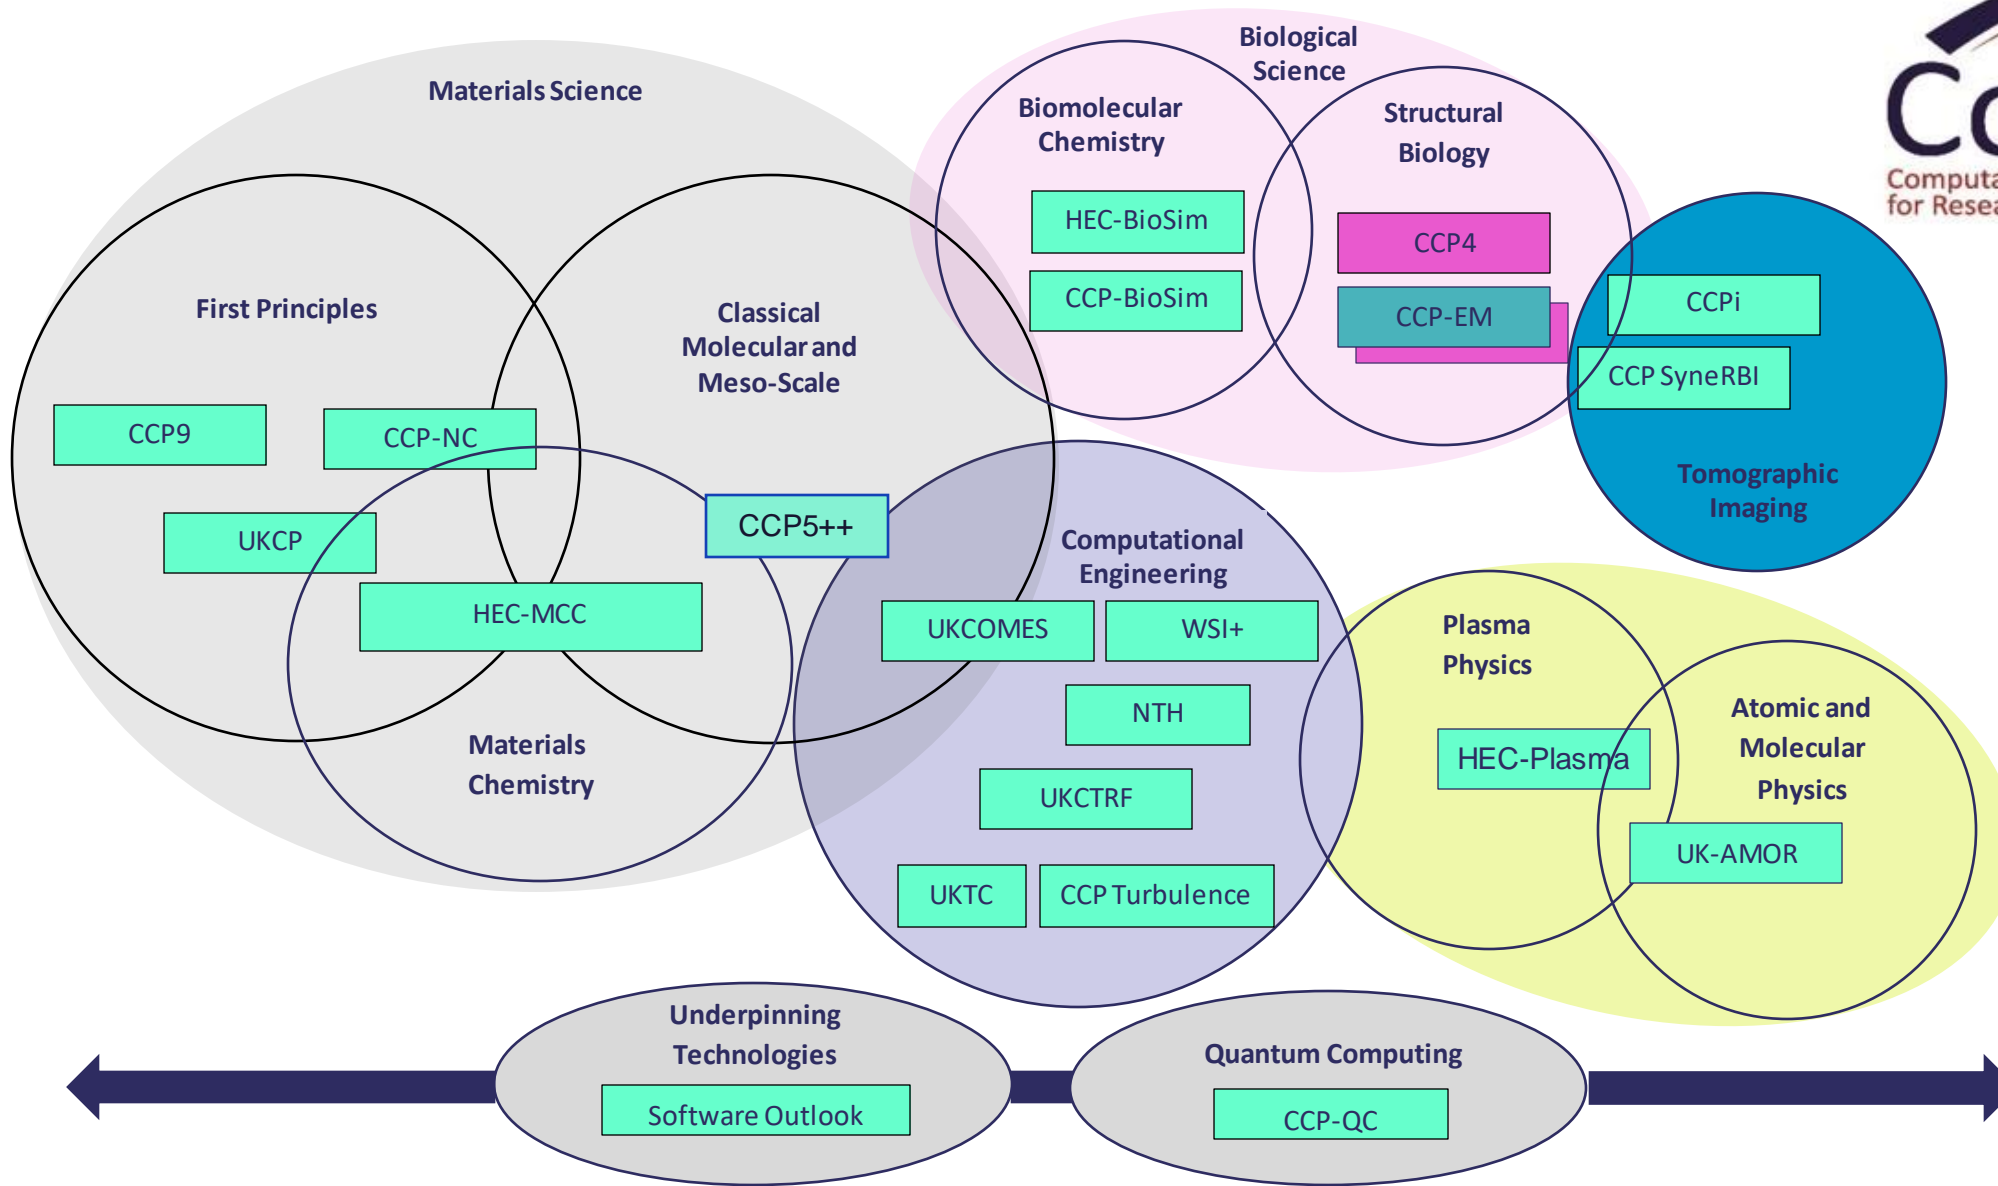 Materials Science
First Principles
Classical
Molecular and
Meso-Scale
CCP9
CCP-NC
UKCP
CCP5++
HEC-MCC
Materials
Chemistry
Biological
Science
Biomolecular
Chemistry
HEC-BioSim
CCP-BioSim
Structural
Biology
CCP4
CCP-EM
CCPi
CCP SyneRBI
Tomographic
Imaging
Computational
Engineering
UKCOMES
WSI+
NTH
UKCTRF
UKTC
CCP Turbulence
Plasma
Physics
HEC-Plasma
Atomic and
Molecular
Physics
UK-AMOR
Underpinning
Technologies
Software Outlook
Quantum Computing
CCP-QC
for